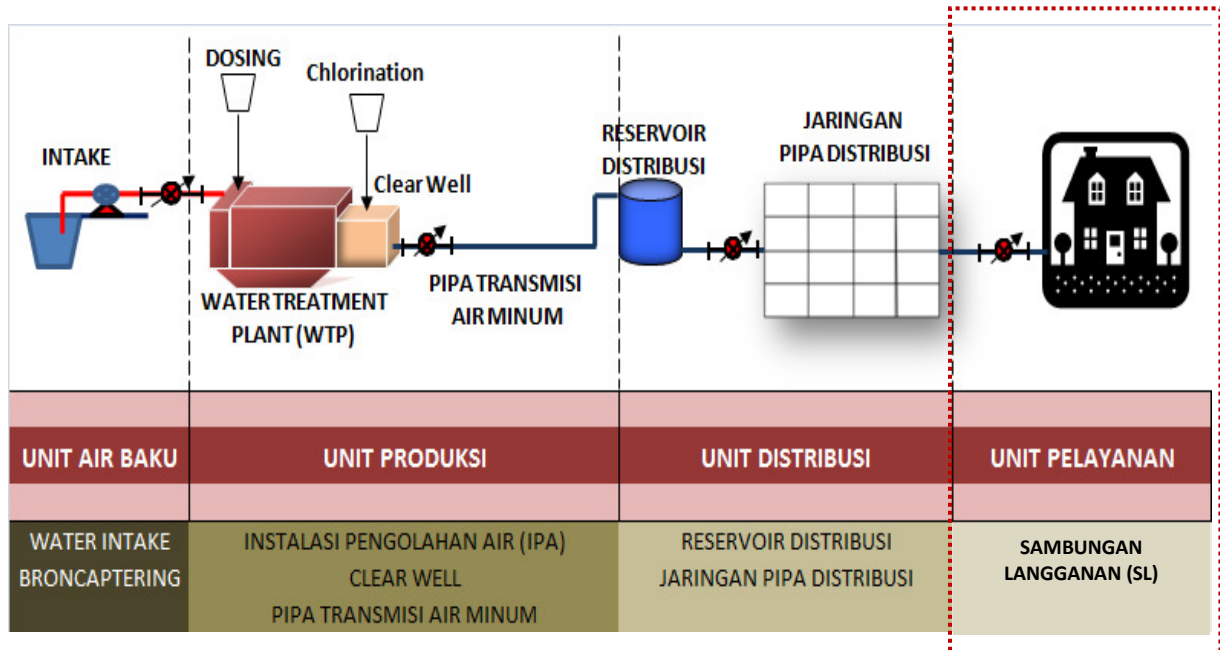 DOSING
Chlorination
INTAKE
Clear Well
WATER TREATMENT
PLANT (WTP)
PIPA TRANSMISI
AIR MINUM
RESERVOIR
DISTRIBUSI
JARINGAN
PIPA DISTRIBUSI
UNIT AIR BAKU
UNIT PRODUKSI
UNIT DISTRIBUSI
UNIT PELAYANAN
WATER INTAKE
BRONCAPTERING
INSTALASI PENGOLAHAN AIR (IPA)
CLEAR WELL
PIPA TRANSMISI AIR MINUM
RESERVOIR DISTRIBUSI
JARINGAN PIPA DISTRIBUSI
SAMBUNGAN
LANGGANAN (SL)